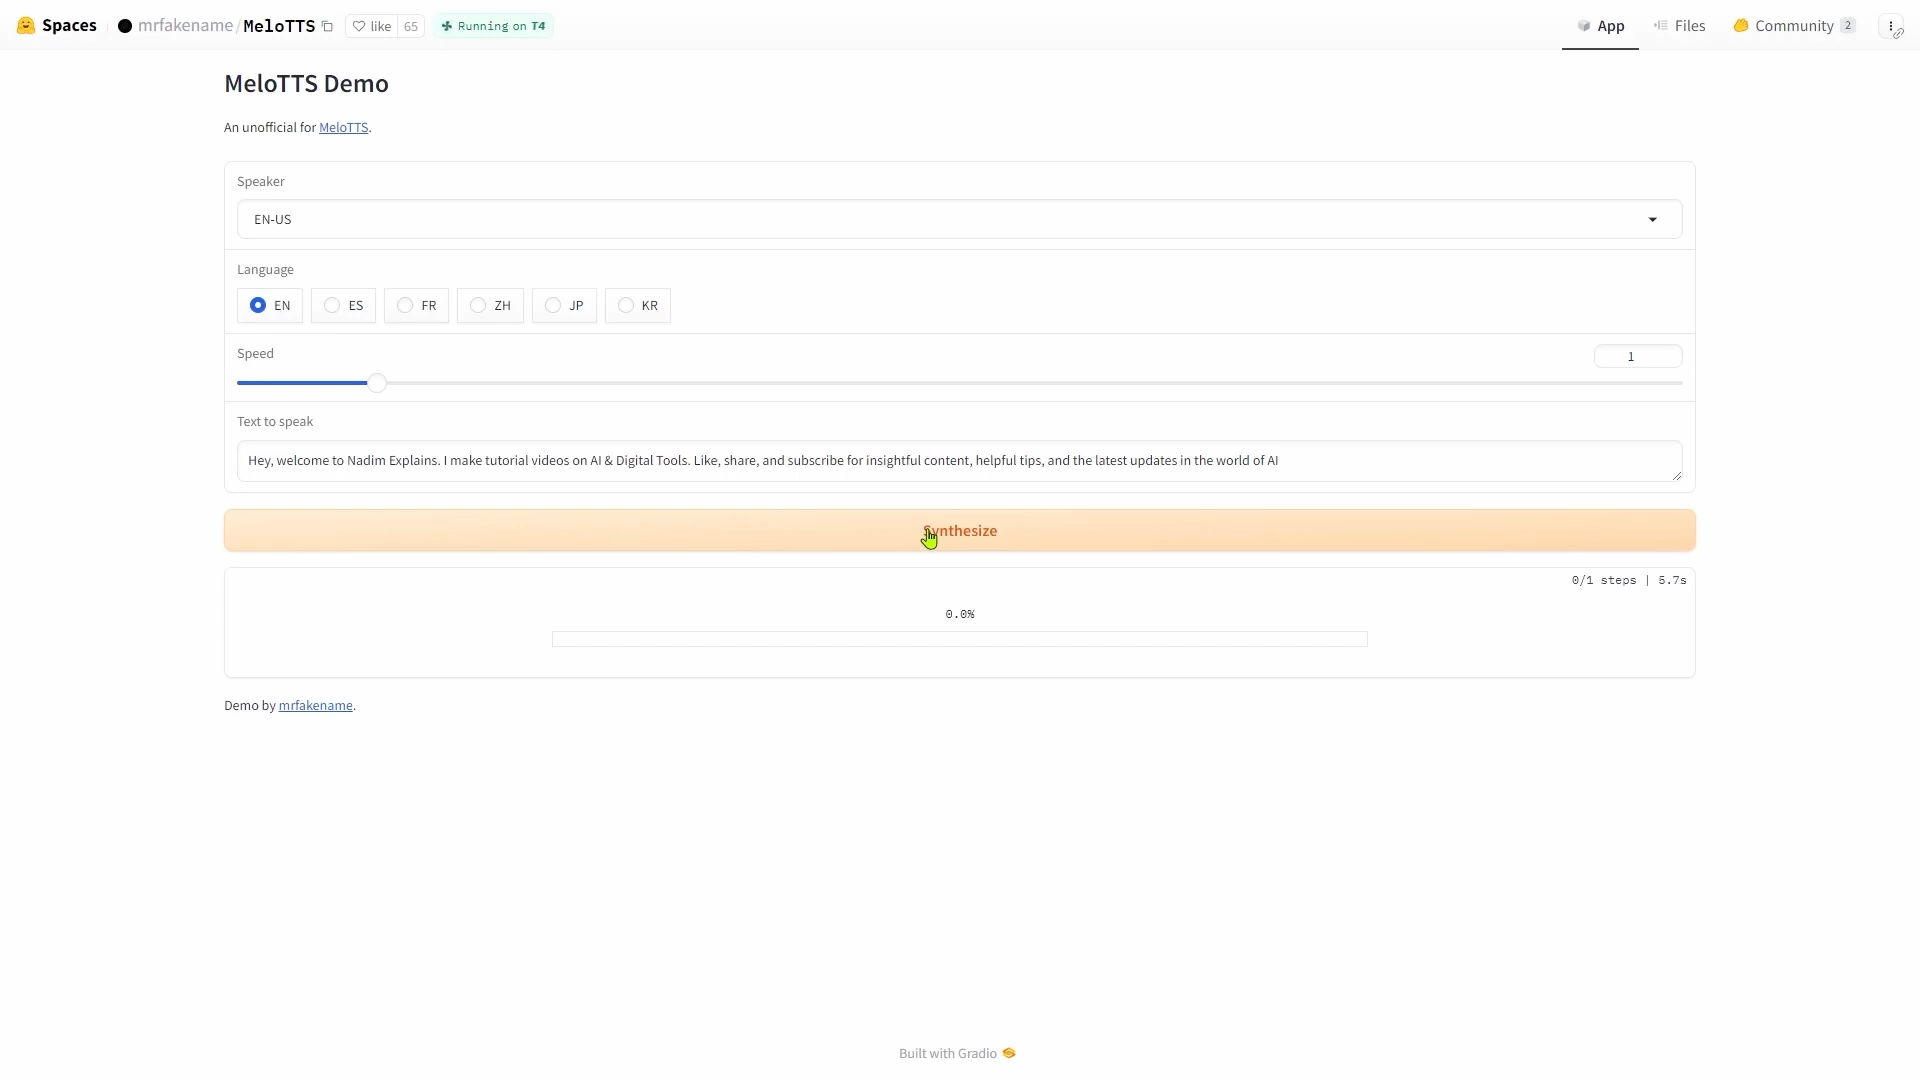 Spaces mrfakename/MeloTTS like 65 Running on T4 App Files Community 2
MeloTTS Demo
An unofficial for MeloTTS.
Speaker
EN-US
Language
EN ES FR ZH JP KR
Speed 1
Text to speak
Hey, welcome to Nadim Explains. I make tutorial videos on AI & Digital Tools. Like, share, and subscribe for insightful content, helpful tips, and the latest updates in the world of AI
Synthesize
0/1 steps | 5.7s
0.0%
Demo by mrfakename.
Built with Gradio